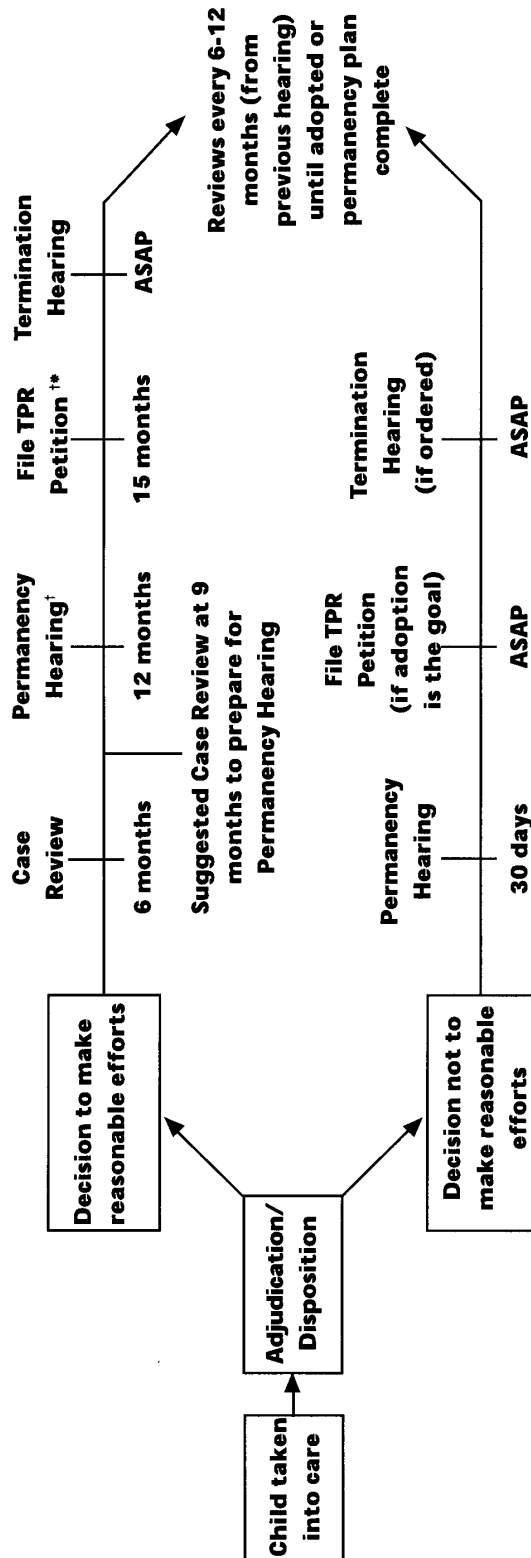 Child taken
into care
Adjudication/
Disposition
Decision to make
reasonable efforts
Case
Review
6 months
Suggested Case Review at 9
months to prepare for
Permanency Hearing
Permanency
Hearing†
12 months
File TPR
Petition†*
15 months
Termination
Hearing
ASAP
Reviews every 6-12
months (from
previous hearing)
until adopted or
permanency plan
complete
Decision not to
make reasonable
efforts
Permanency
Hearing
30 days
File TPR
Petition
(if adoption
is the goal)
ASAP
Termination
Hearing
(if ordered)
ASAP